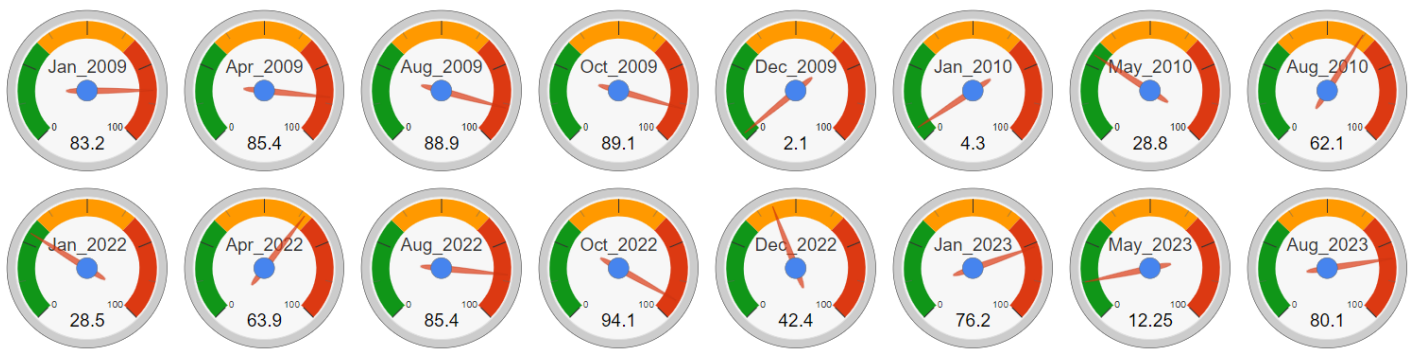 Jan_2009 Apr_2009 Aug_2009 Oct_2009 Dec_2009 Jan_2010 May_2010 Aug_2010
0 100 0 100 0 100 0 100 0 100 0 100 0 100 0 100
83.2 85.4 88.9 89.1 2.1 4.3 28.8 62.1
Jan_2022 Apr_2022 Aug_2022 Oct_2022 Dec_2022 Jan_2023 May_2023 Aug_2023
0 100 0 100 0 100 0 100 0 100 0 100 0 100 0 100
28.5 63.9 85.4 94.1 42.4 76.2 12.25 80.1